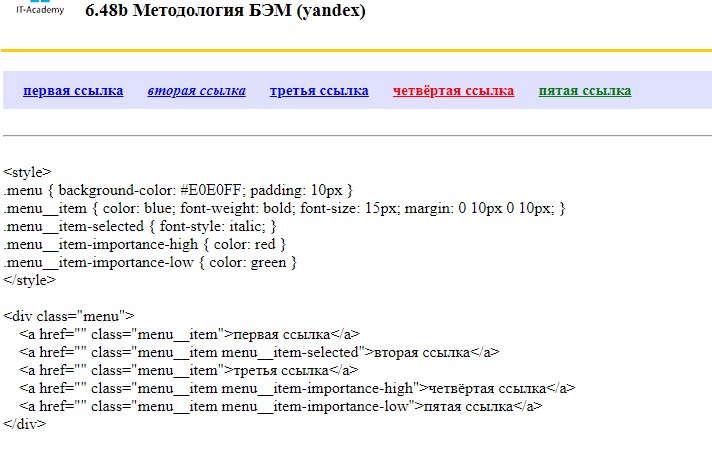 IT-Academy
6.48b Методология БЭМ (yandex)
первая ссылка вторая ссылка третья ссылка четвёртая ссылка пятая ссылка
<style>
.menu { background-color: #E0E0FF; padding: 10px }
.menu__item { color: blue; font-weight: bold; font-size: 15px; margin: 0 10px 0 10px; }
.menu__item-selected { font-style: italic; }
.menu__item-importance-high { color: red }
.menu__item-importance-low { color: green }
</style>
<div class="menu">
<a href="" class="menu__item">первая ссылка</a>
<a href="" class="menu__item menu__item-selected">вторая ссылка</a>
<a href="" class="menu__item">третья ссылка</a>
<a href="" class="menu__item menu__item-importance-high">четвёртая ссылка</a>
<a href="" class="menu__item menu__item-importance-low">пятая ссылка</a>
</div>